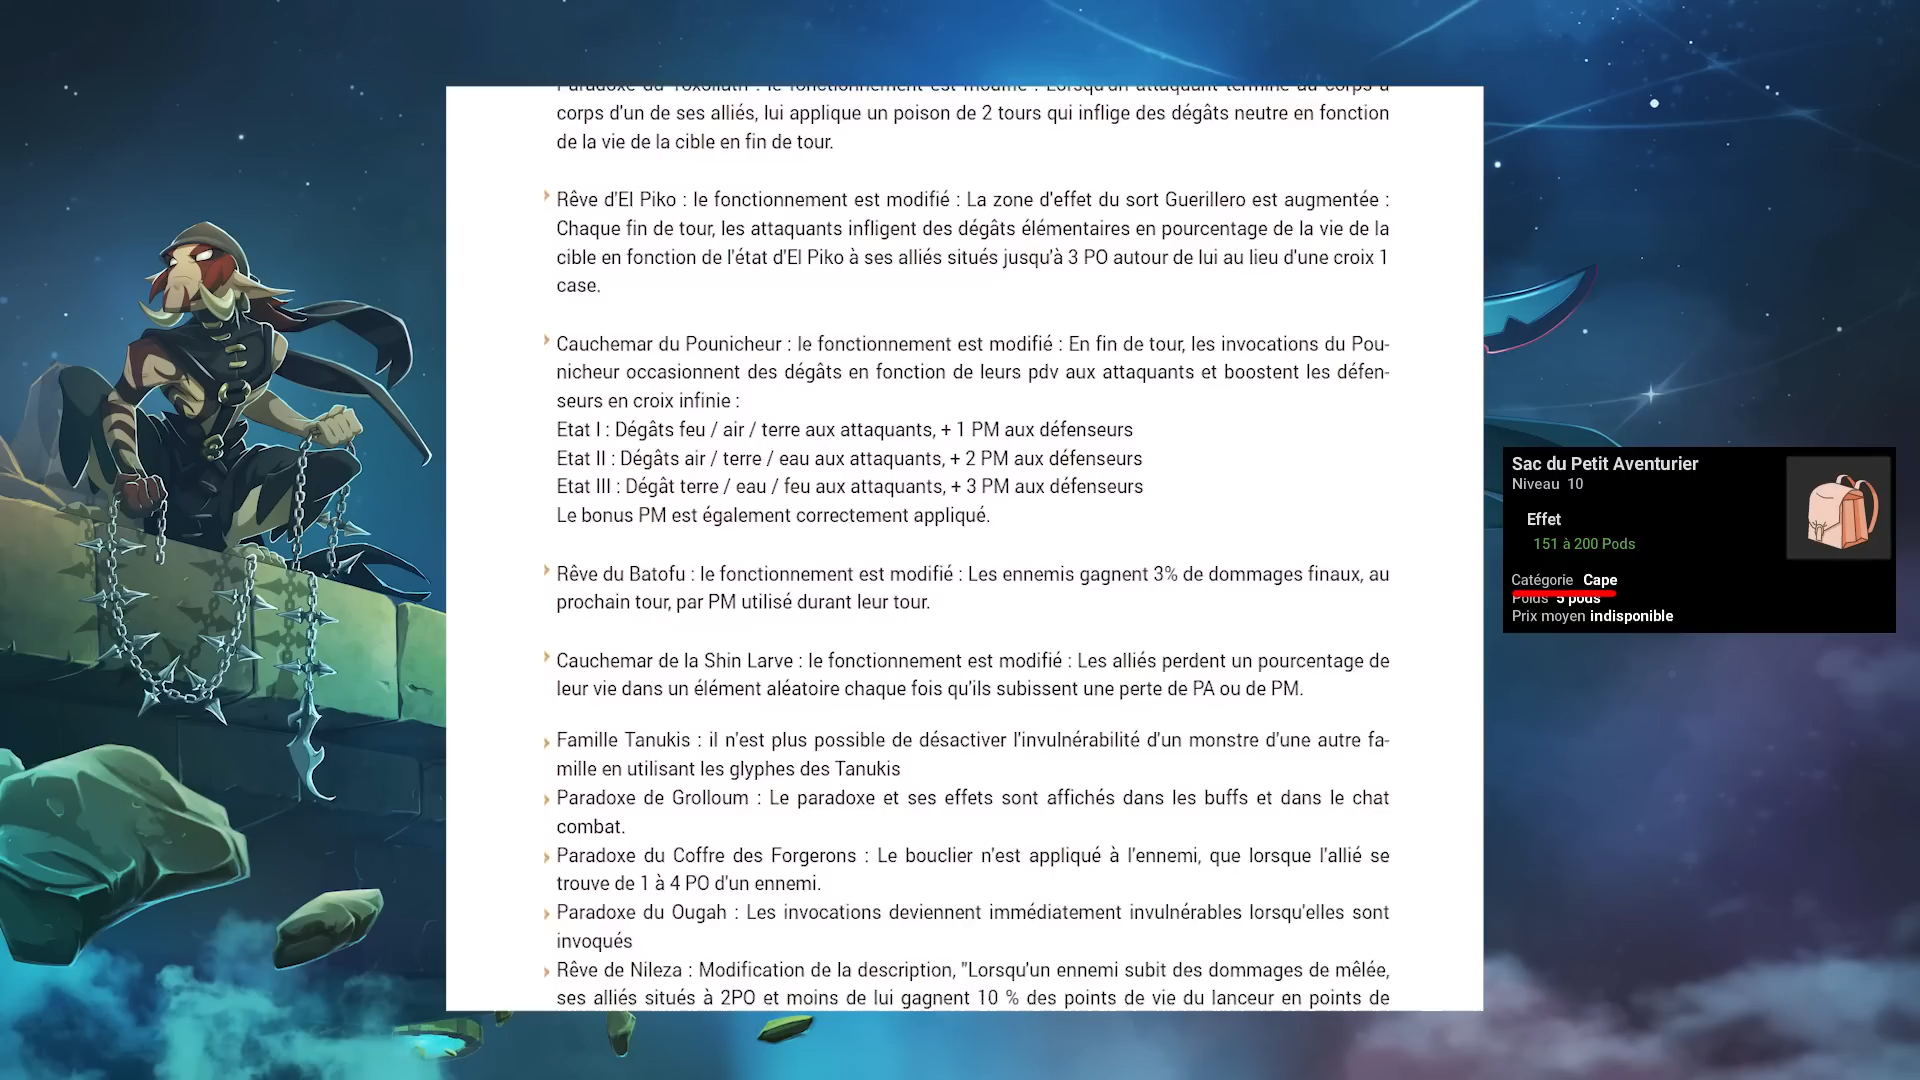 Paradoxe du Toxoliath : le fonctionnement est modifié : Lorsqu'un attaquant termine au corps à
corps d'un de ses alliés, lui applique un poison de 2 tours qui inflige des dégâts neutre en fonction
de la vie de la cible en fin de tour.
Rêve d'El Piko : le fonctionnement est modifié : La zone d'effet du sort Guerillero est augmentée :
Chaque fin de tour, les attaquants infligent des dégâts élémentaires en pourcentage de la vie de la
cible en fonction de l'état d'El Piko à ses alliés situés jusqu'à 3 PO autour de lui au lieu d'une croix 1
case.
Cauchemar du Pounicheur : le fonctionnement est modifié : En fin de tour, les invocations du Pou-
nicheur occasionnent des dégâts en fonction de leurs pdv aux attaquants et boostent les défen-
seurs en croix infinie :
Etat I : Dégâts feu / air / terre aux attaquants, + 1 PM aux défenseurs
Etat II : Dégâts air / terre / eau aux attaquants, + 2 PM aux défenseurs
Etat III : Dégât terre / eau / feu aux attaquants, + 3 PM aux défenseurs
Le bonus PM est également correctement appliqué.
Rêve du Batofu : le fonctionnement est modifié : Les ennemis gagnent 3% de dommages finaux, au
prochain tour, par PM utilisé durant leur tour.
Cauchemar de la Shin Larve : le fonctionnement est modifié : Les alliés perdent un pourcentage de
leur vie dans un élément aléatoire chaque fois qu'ils subissent une perte de PA ou de PM.
Famille Tanukis : il n'est plus possible de désactiver l'invulnérabilité d'un monstre d'une autre fa-
mille en utilisant les glyphes des Tanukis
Paradoxe de Grolloum : Le paradoxe et ses effets sont affichés dans les buffs et dans le chat
combat.
Paradoxe du Coffre des Forgerons : Le bouclier n'est appliqué à l'ennemi, que lorsque l'allié se
trouve de 1 à 4 PO d'un ennemi.
Paradoxe du Ougah : Les invocations deviennent immédiatement invulnérables lorsqu'elles sont
invoqués
Rêve de Nileza : Modification de la description, "Lorsqu'un ennemi subit des dommages de mêlée,
ses alliés situés à 2PO et moins de lui gagnent 10 % des points de vie du lanceur en points de
Sac du Petit Aventurier
Niveau 10
Effet
151 à 200 Pods
Catégorie Cape
Poids 5 pods
Prix moyen indisponible